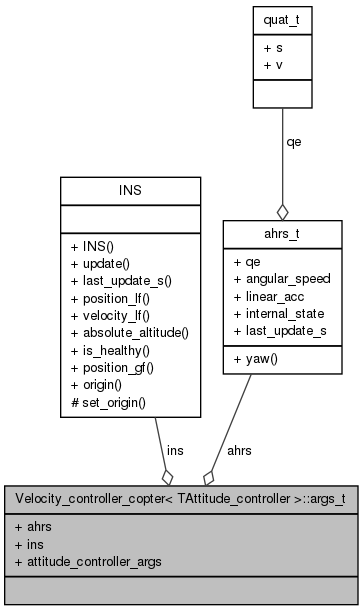 quat_t
+ s
+ v
qe
INS
+ INS()
+ update()
+ last_update_s()
+ position_lf()
+ velocity_lf()
+ absolute_altitude()
+ is_healthy()
+ position_gf()
+ origin()
# set_origin()
ahrs_t
+ qe
+ angular_speed
+ linear_acc
+ internal_state
+ last_update_s
+ yaw()
ins
ahrs
Velocity_controller_copter< TAttitude_controller >::args_t
+ ahrs
+ ins
+ attitude_controller_args